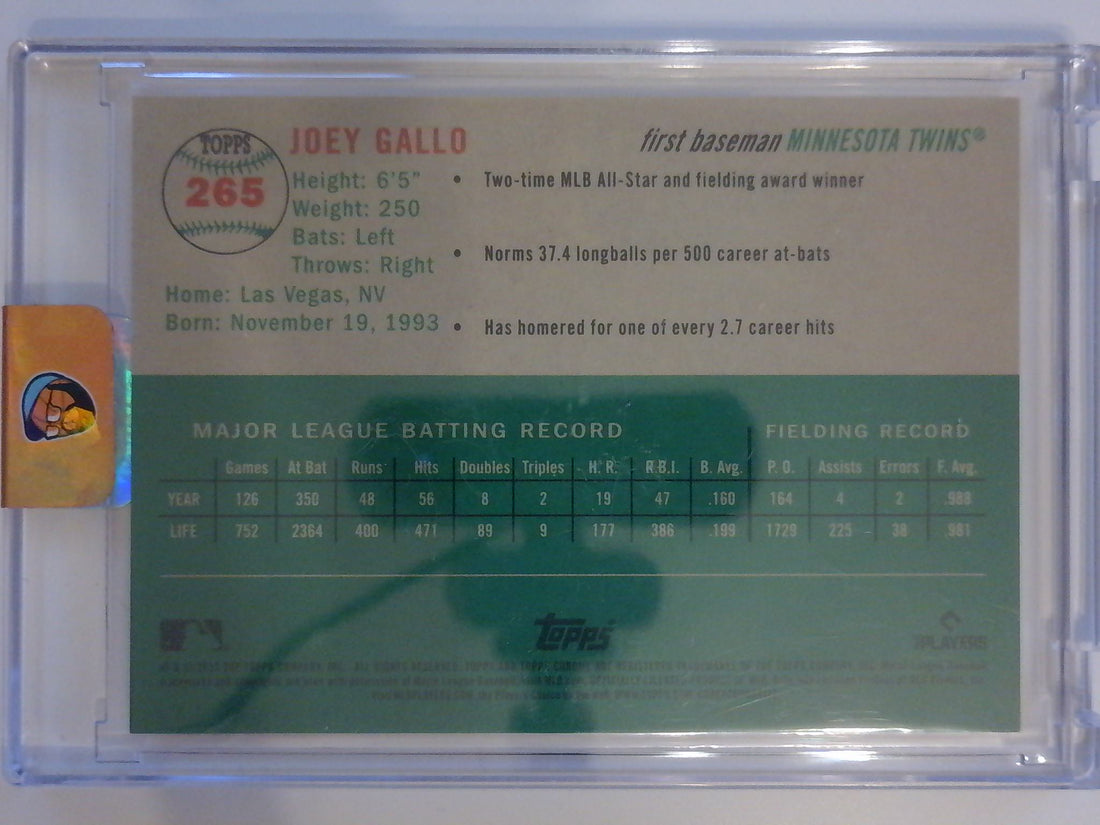 TOPPS
265
JOEY GALLO
first baseman MINNESOTA TWINS®
Height: 6'5"
Weight: 250
Bats: Left
Throws: Right
Home: Las Vegas, NV
Born: November 19, 1993
• Two-time MLB All-Star and fielding award winner
• Norms 37.4 longballs per 500 career at-bats
• Has homered for one of every 2.7 career hits
MAJOR LEAGUE BATTING RECORD FIELDING RECORD
Games At Bat Runs Hits Doubles Triples H. R. R.B.I. B. Avg. P. O. Assists Errors F. Avg.
YEAR 126 350 48 56 8 2 19 47 .160 164 4 2 .988
LIFE 752 2364 400 471 89 9 177 386 .199 1729 225 38 .981
Topps
PLAYERS